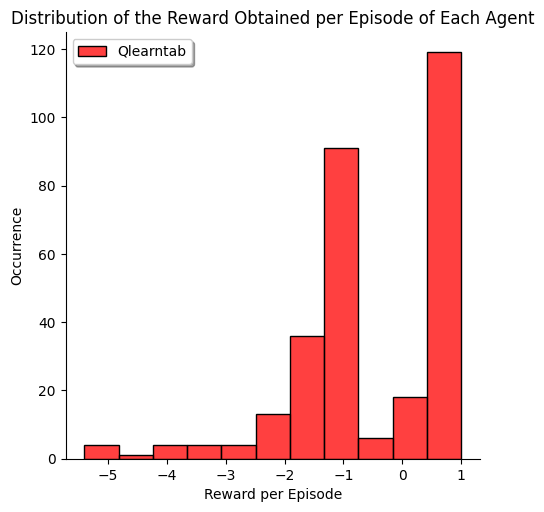 Distribution of the Reward Obtained per Episode of Each Agent
Qlearntab
120
100
80
60
40
20
0
Occurrence
−5 −4 −3 −2 −1 0 1
Reward per Episode